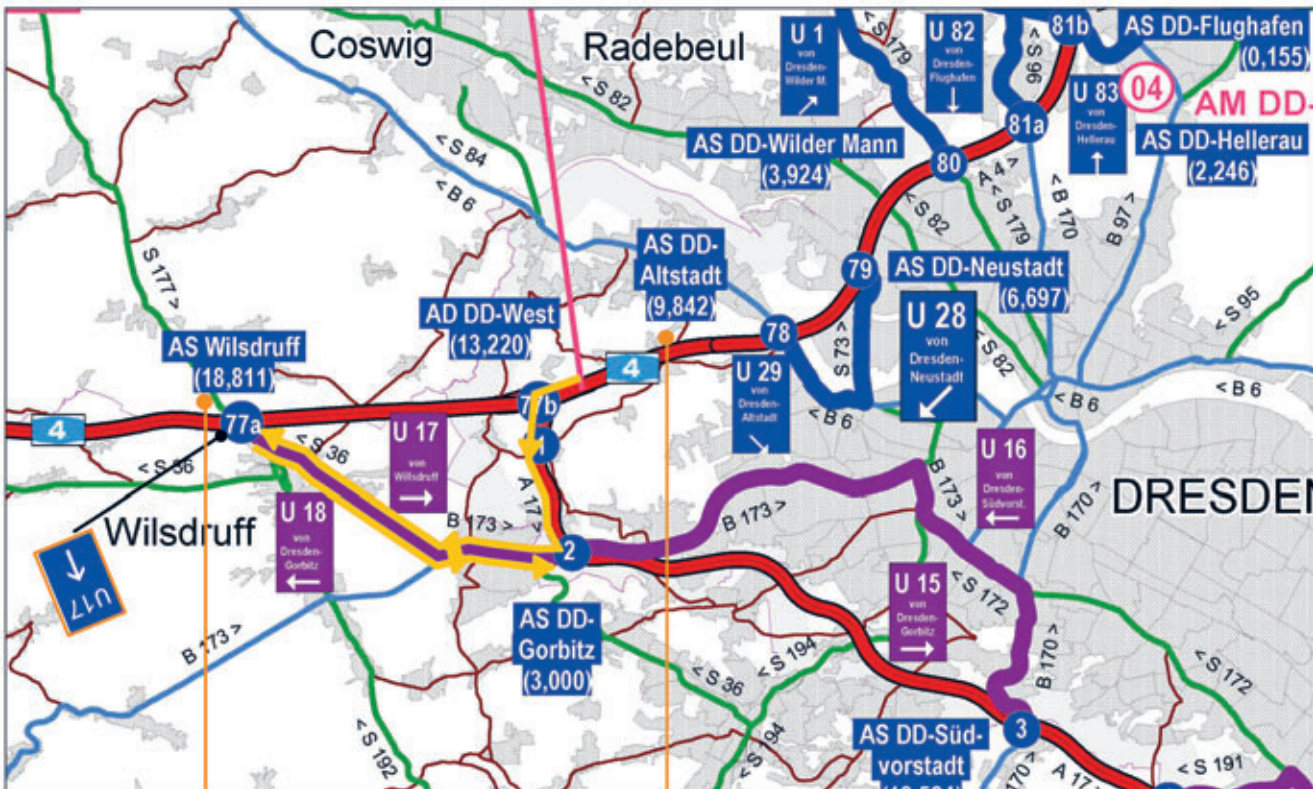 Coswig
Radebeul
< S 82
< S 84
< B 6
S 177 >
U 1
von
Dresden-
Wilder M.
< S 179
U 82
von
Dresden-
Flughafen
< S 96
81b
AS DD-Flughafen
(0,155)
U 83
von
Dresden-
Hellerau
04
AM DD-
AS DD-Hellerau
(2,246)
AS DD-Wilder Mann
(3,924)
81a
80
A 4 >
< S 82
< S 179
< B 170
B 97 >
AS DD-
Altstadt
(9,842)
79
AS DD-Neustadt
(6,697)
AD DD-West
(13,220)
AS Wilsdruff
(18,811)
78
S 73 >
U 28
von
Dresden-
Neustadt
< S 82
< S 95
4
4
U 29
von
Dresden-
Altstadt
< B 6
< B 6
< B 6
77a
77b
1
< S 36
< S 36
U 17
von
Wilsdruff
A 17 >
B 173 >
B 173 >
B 173 >
U 16
von
Dresden-
Südvorst.
B 170 >
DRESDEN
Wilsdruff
U17
U 18
von
Dresden-
Gorbitz
2
U 15
von
Dresden-
Gorbitz
< S 172
B 173 >
AS DD-
Gorbitz
(3,000)
< S 36
< S 194
< S 194
B 170 >
< S 172
< S 192
3
AS DD-Süd-
vorstadt
170 >
A 17 >
< S 191